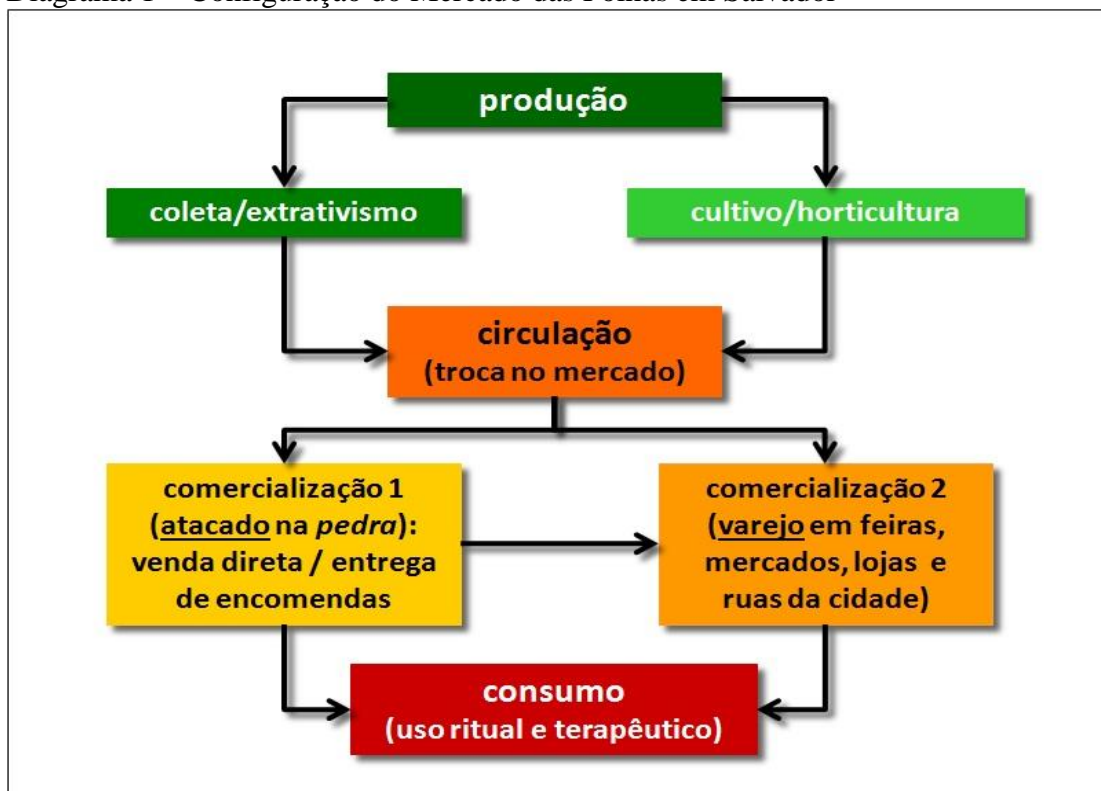 Diagrama 1 – Configuração do Mercado das Folhas em Salvador
produção
coleta/extrativismo
cultivo/horticultura
circulação
(troca no mercado)
comercialização 1
(atacado na pedra):
venda direta / entrega
de encomendas
comercialização 2
(varejo em feiras,
mercados, lojas e
ruas da cidade)
consumo
(uso ritual e terapêutico)